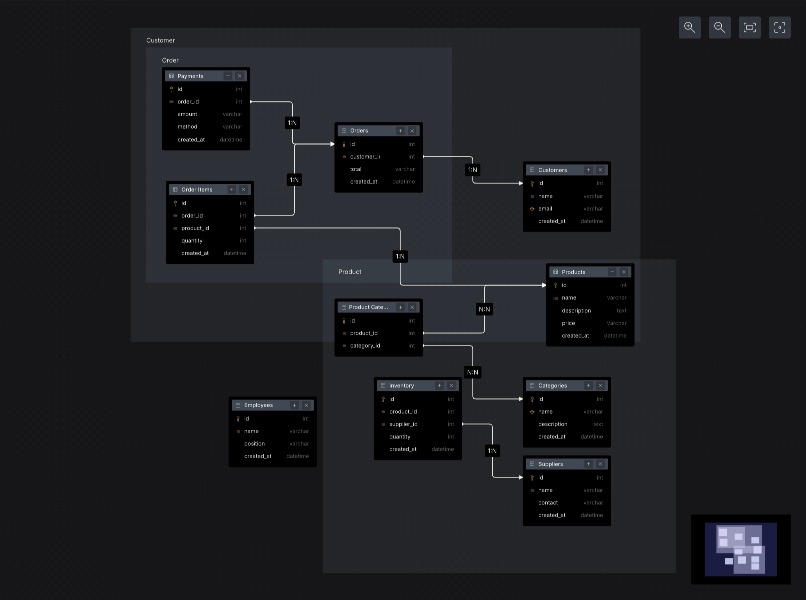 Customer
Order
Payments
id int
order_id int
amount varchar
method varchar
created_at datetime
1:N
Orders
id int
customer_i int
total varchar
created_at datetime
1:N
Order Items
id int
order_id int
product_id int
quantity int
created_at datetime
1:N
Customers
id int
name varchar
email varchar
created_at datetime
1:N
Product
Products
id int
name varchar
description text
price varchar
created_at datetime
Product Cate...
id int
product_id int
category_id int
N:N
N:N
Inventory
id int
product_id int
supplier_id int
quantity int
created_at datetime
1:N
Categories
id int
name varchar
description text
created_at datetime
Employees
id int
name varchar
position varchar
created_at datetime
Suppliers
id int
name varchar
contact varchar
created_at datetime